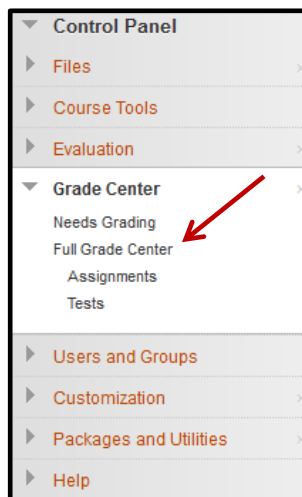 Control Panel
Files
Course Tools
Evaluation
Grade Center
Needs Grading
Full Grade Center
Assignments
Tests
Users and Groups
Customization
Packages and Utilities
Help